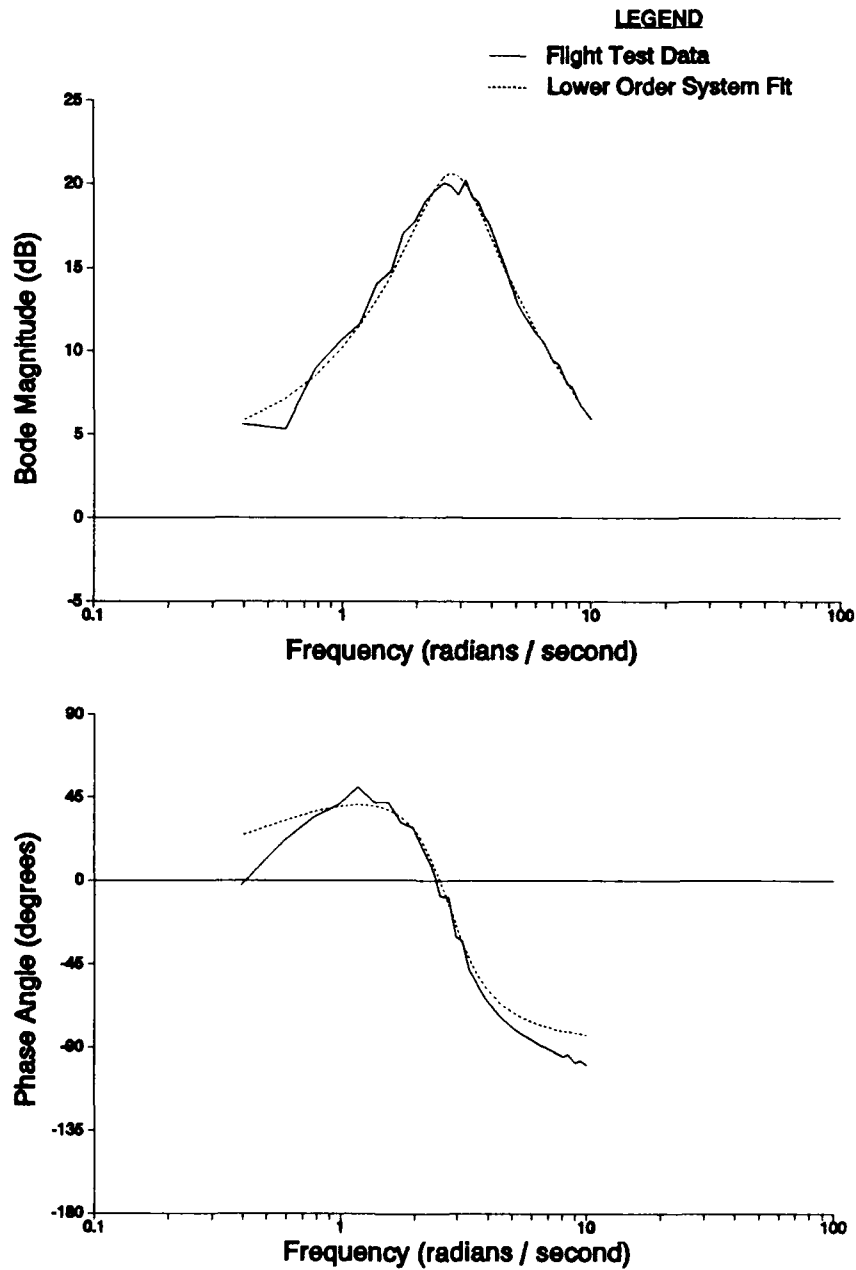 LEGEND
Flight Test Data
Lower Order System Fit
25
20
15
10
5
0
-5
0.1 1 10 100
Bode Magnitude (dB)
Frequency (radians / second)
90
45
0
-45
-90
-135
-180
0.1 1 10 100
Phase Angle (degrees)
Frequency (radians / second)